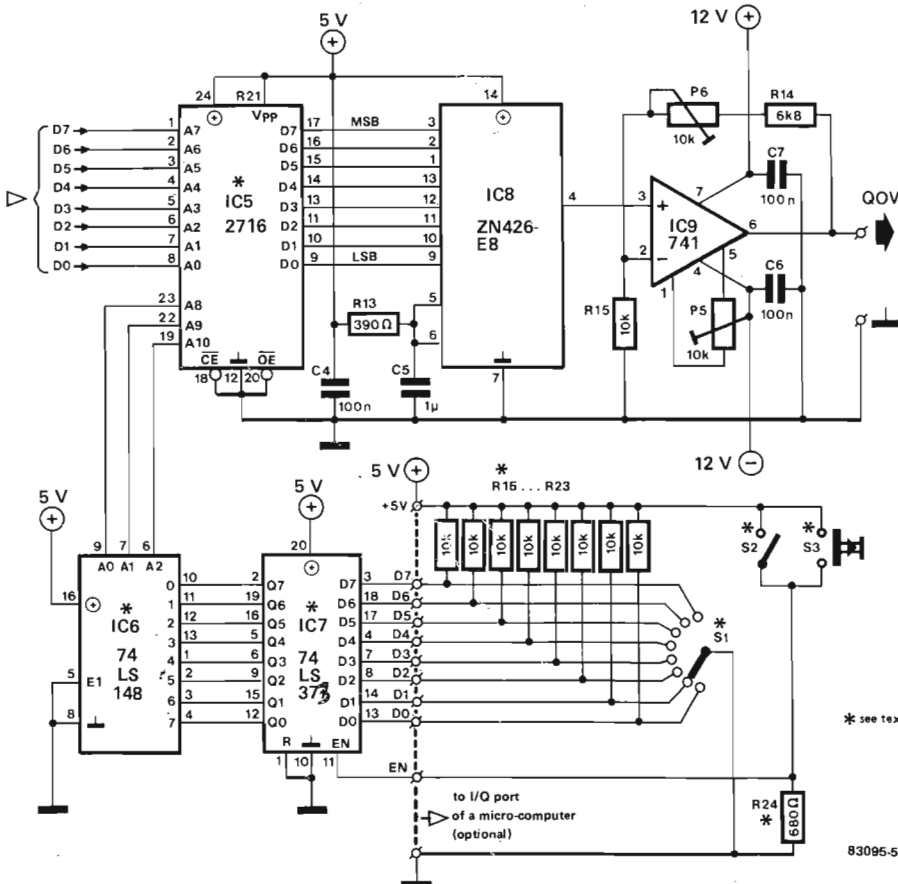 5 V
12 V
24
R21
VPP
14
P6
10k
R14
6k8
D7 1 A7
D6 2 A6
D5 3 A5
D4 4 A4
D3 5 A3
D2 6 A2
D1 7 A1
D0 8 A0
*
IC5
2716
D7 17 MSB 3
D6 16 2
D5 15 1
D4 14 13
D3 13 12
D2 11 11
D1 10 10
D0 9 LSB 9
IC8
ZN426-
E8
4
3
2
IC9
741
7
6
5
4
1
C7
100n
QOV
C6
100n
23 A8
22 A9
19 A10
CE
OE
18 12 20
R13
390Ω
5
6
7
C4
100n
C5
1µ
R15
10k
P5
10k
12 V
5 V
5 V
5 V
+5V
*
R15 . . . R23
10k 10k 10k 10k 10k 10k 10k 10k
*
S2
*
S3
9 7 6
A0 A1 A2
16
*
IC6
74
LS
148
5 E1
8
0 10 2 Q7
1 11 19 Q6
2 12 16 Q5
3 13 5 Q4
4 1 6 Q3
5 2 9 Q2
6 3 15 Q1
7 4 12 Q0
20
*
IC7
74
LS
373
D7 3 D7
D6 18 D6
D5 17 D5
D4 4 D4
D3 7 D3
D2 8 D2
D1 14 D1
D0 13 D0
*
S1
R EN
1 10 11
EN
to I/Q port
of a micro-computer
(optional)
* see tex
R24
*
680Ω
83095-5